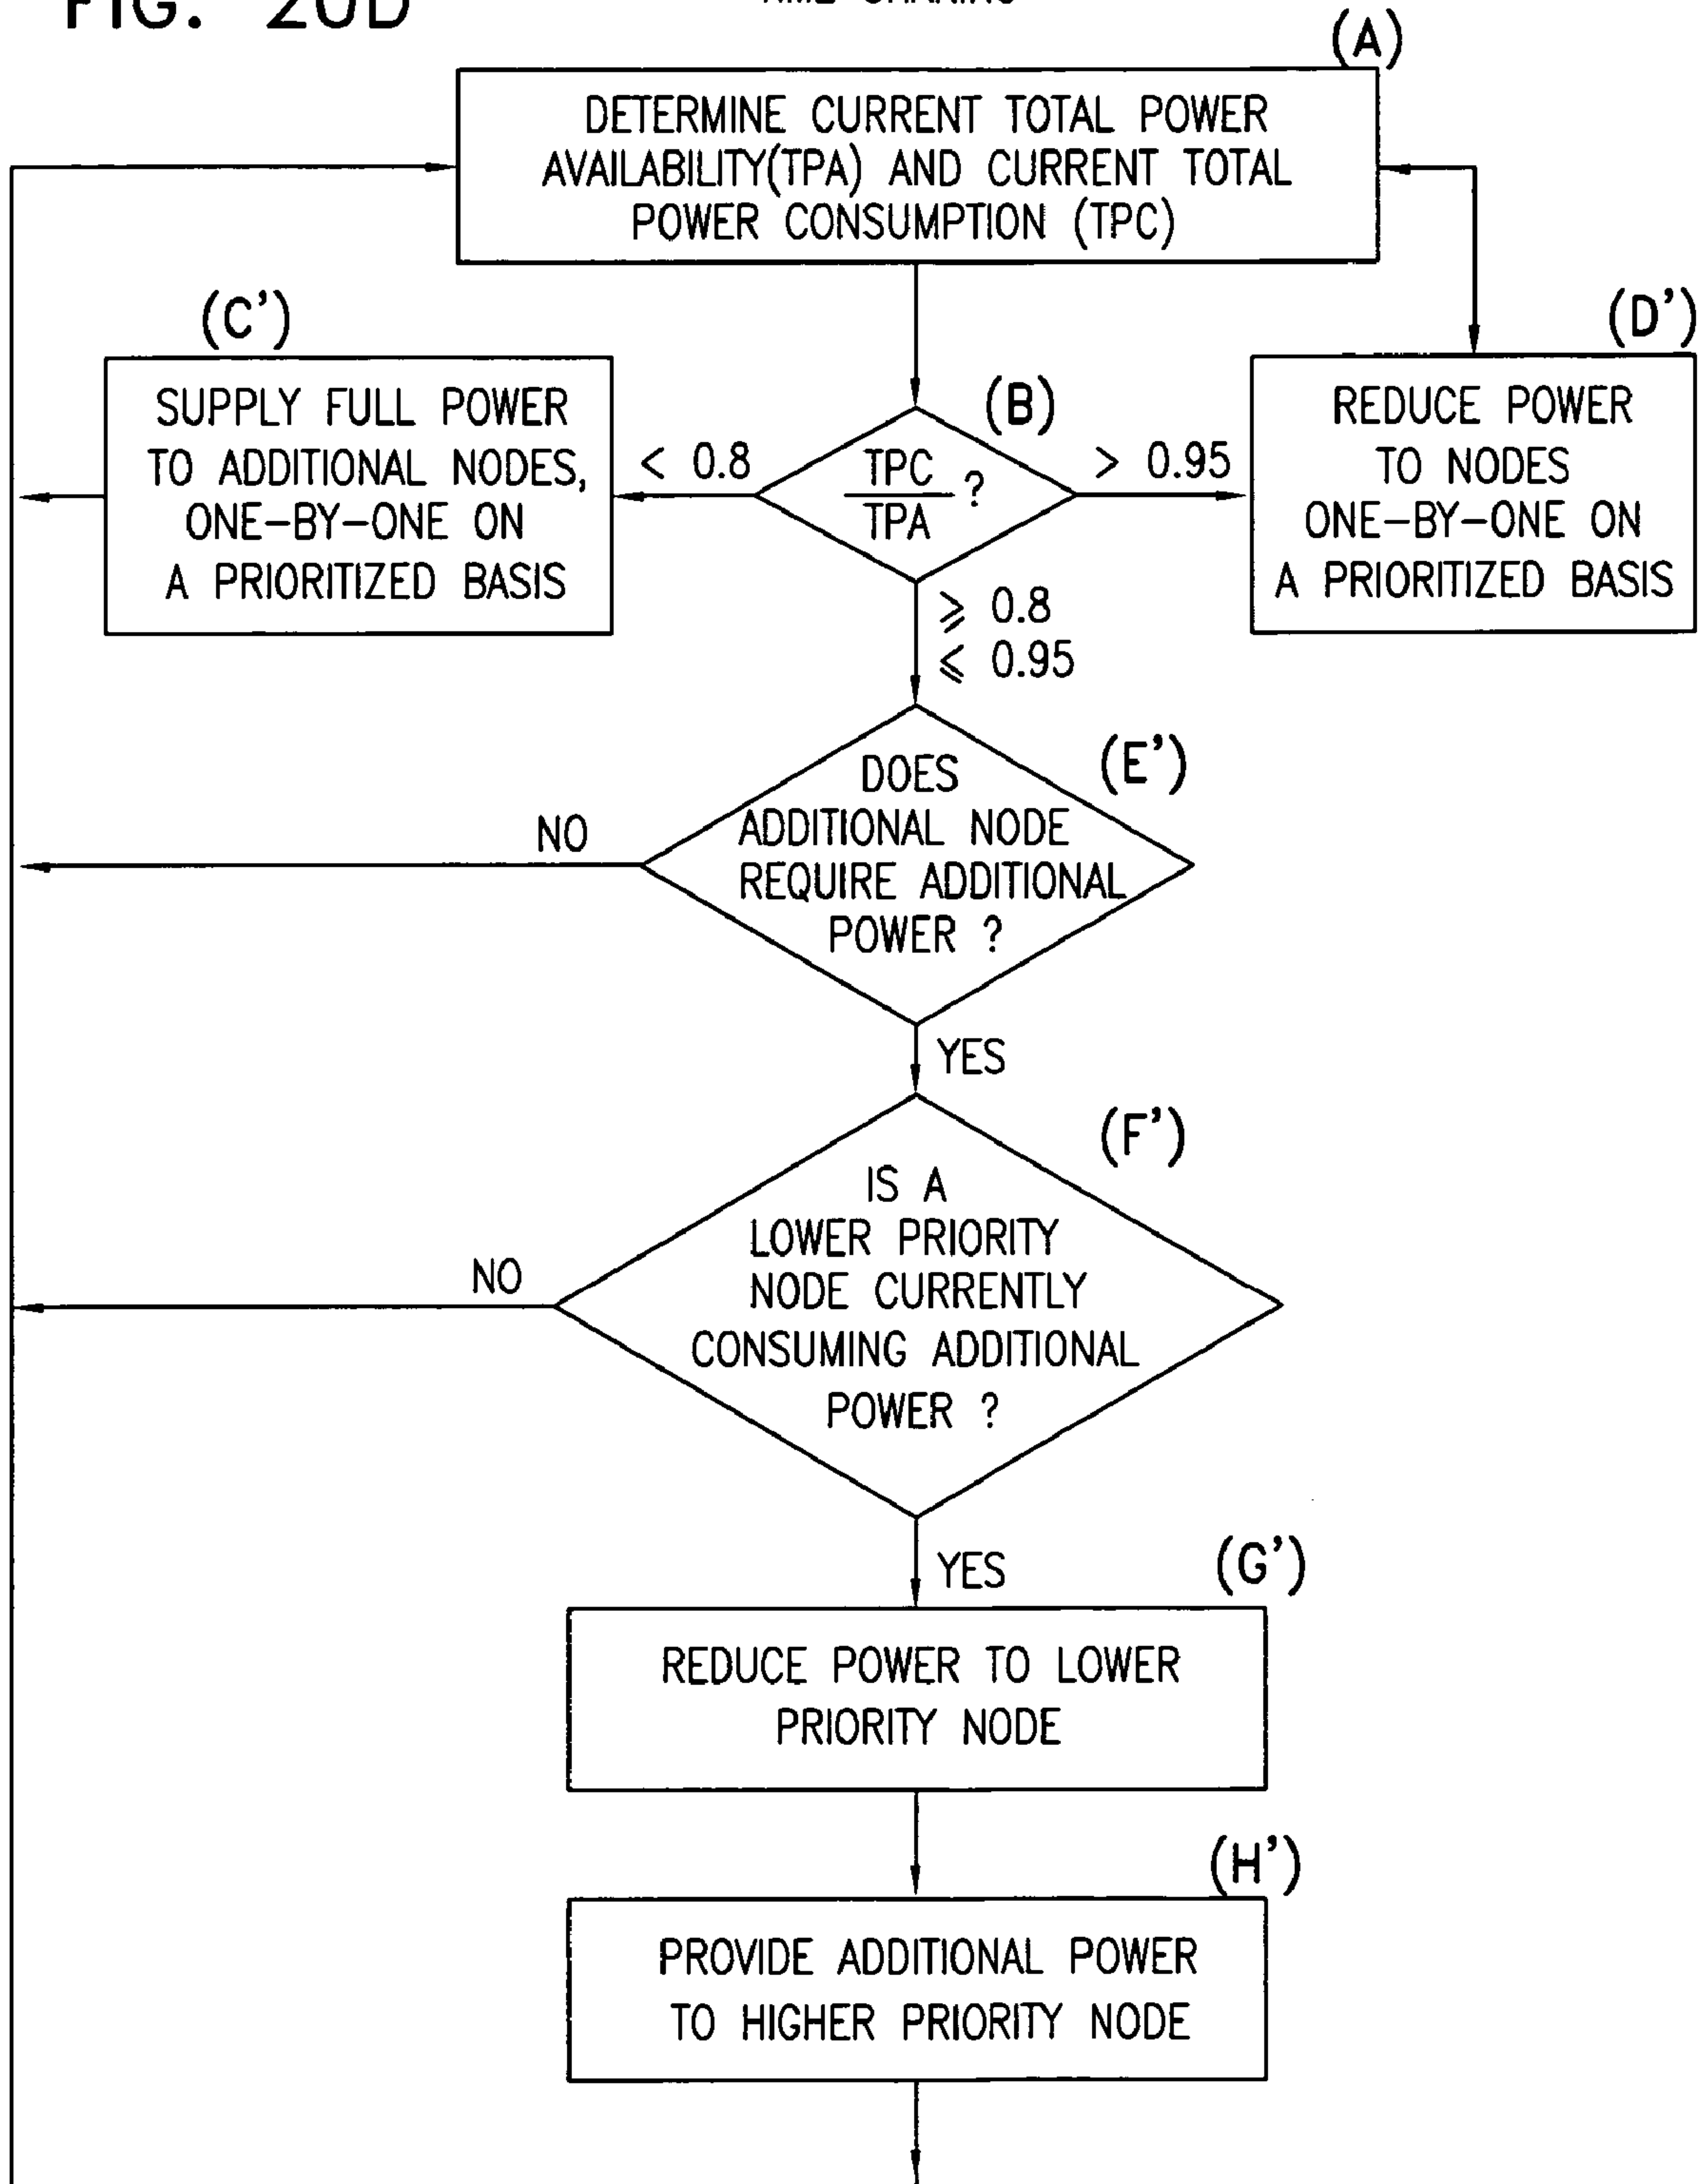 FIG. 20D
(A)
DETERMINE CURRENT TOTAL POWER
AVAILABILITY(TPA) AND CURRENT TOTAL
POWER CONSUMPTION (TPC)
(C')
SUPPLY FULL POWER
TO ADDITIONAL NODES,
ONE-BY-ONE ON
A PRIORITIZED BASIS
< 0.8
(B)
TPC
TPA
?
> 0.95
(D')
REDUCE POWER
TO NODES
ONE-BY-ONE ON
A PRIORITIZED BASIS
⩾ 0.8
⩽ 0.95
(E')
DOES
ADDITIONAL NODE
REQUIRE ADDITIONAL
POWER ?
NO
YES
(F')
IS A
LOWER PRIORITY
NODE CURRENTLY
CONSUMING ADDITIONAL
POWER ?
NO
YES
(G')
REDUCE POWER TO LOWER
PRIORITY NODE
(H')
PROVIDE ADDITIONAL POWER
TO HIGHER PRIORITY NODE